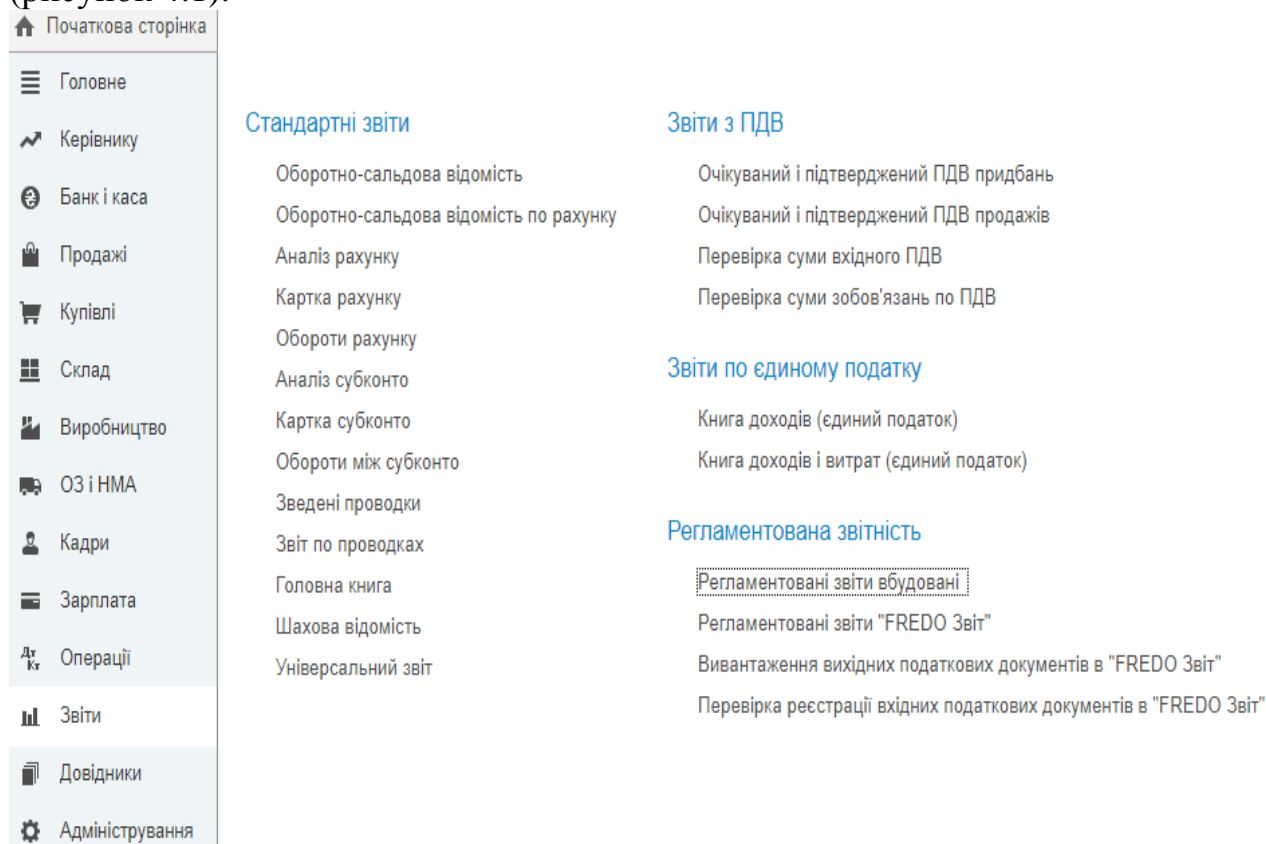 (рисунок 4.1).
Початкова сторінка
Головне
Керівнику
Банк і каса
Продажі
Купівлі
Склад
Виробництво
ОЗ і НМА
Кадри
Зарплата
Дт
Кт
Операції
Звіти
Довідники
Адміністрування
Стандартні звіти
Оборотно-сальдова відомість
Оборотно-сальдова відомість по рахунку
Аналіз рахунку
Картка рахунку
Обороти рахунку
Аналіз субконто
Картка субконто
Обороти між субконто
Зведені проводки
Звіт по проводках
Головна книга
Шахова відомість
Універсальний звіт
Звіти з ПДВ
Очікуваний і підтверджений ПДВ придбань
Очікуваний і підтверджений ПДВ продажів
Перевірка суми вхідного ПДВ
Перевірка суми зобов'язань по ПДВ
Звіти по єдиному податку
Книга доходів (єдиний податок)
Книга доходів і витрат (єдиний податок)
Регламентована звітність
Регламентовані звіти вбудовані
Регламентовані звіти "FREDO Звіт"
Вивантаження вихідних податкових документів в "FREDO Звіт"
Перевірка реєстрації вхідних податкових документів в "FREDO Звіт"